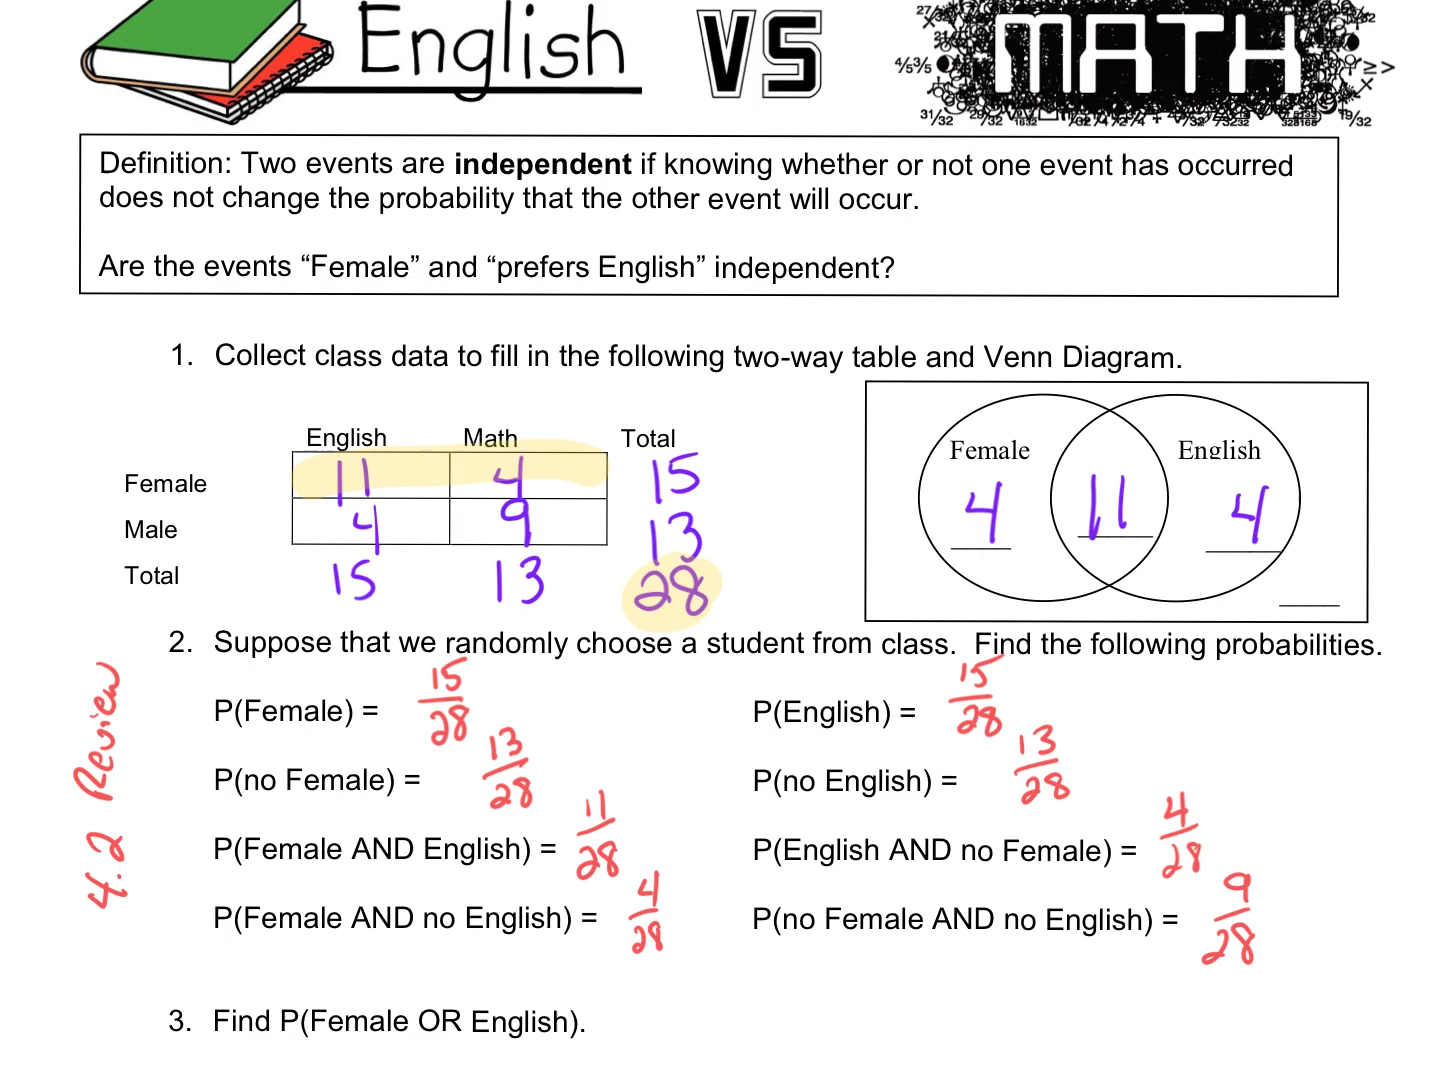 English VS MATH
Definition: Two events are independent if knowing whether or not one event has occurred
does not change the probability that the other event will occur.
Are the events “Female” and “prefers English” independent?
1. Collect class data to fill in the following two-way table and Venn Diagram.
English Math Total
Female 11 4 15
Male 4 9 13
Total 15 13 28
Female English
4 11 4
2. Suppose that we randomly choose a student from class. Find the following probabilities.
4.2 Review
P(Female) = 15/28 P(English) = 15/28
P(no Female) = 13/28 P(no English) = 13/28
P(Female AND English) = 11/28 P(English AND no Female) = 4/28
P(Female AND no English) = 4/28 P(no Female AND no English) = 9/28
3. Find P(Female OR English).